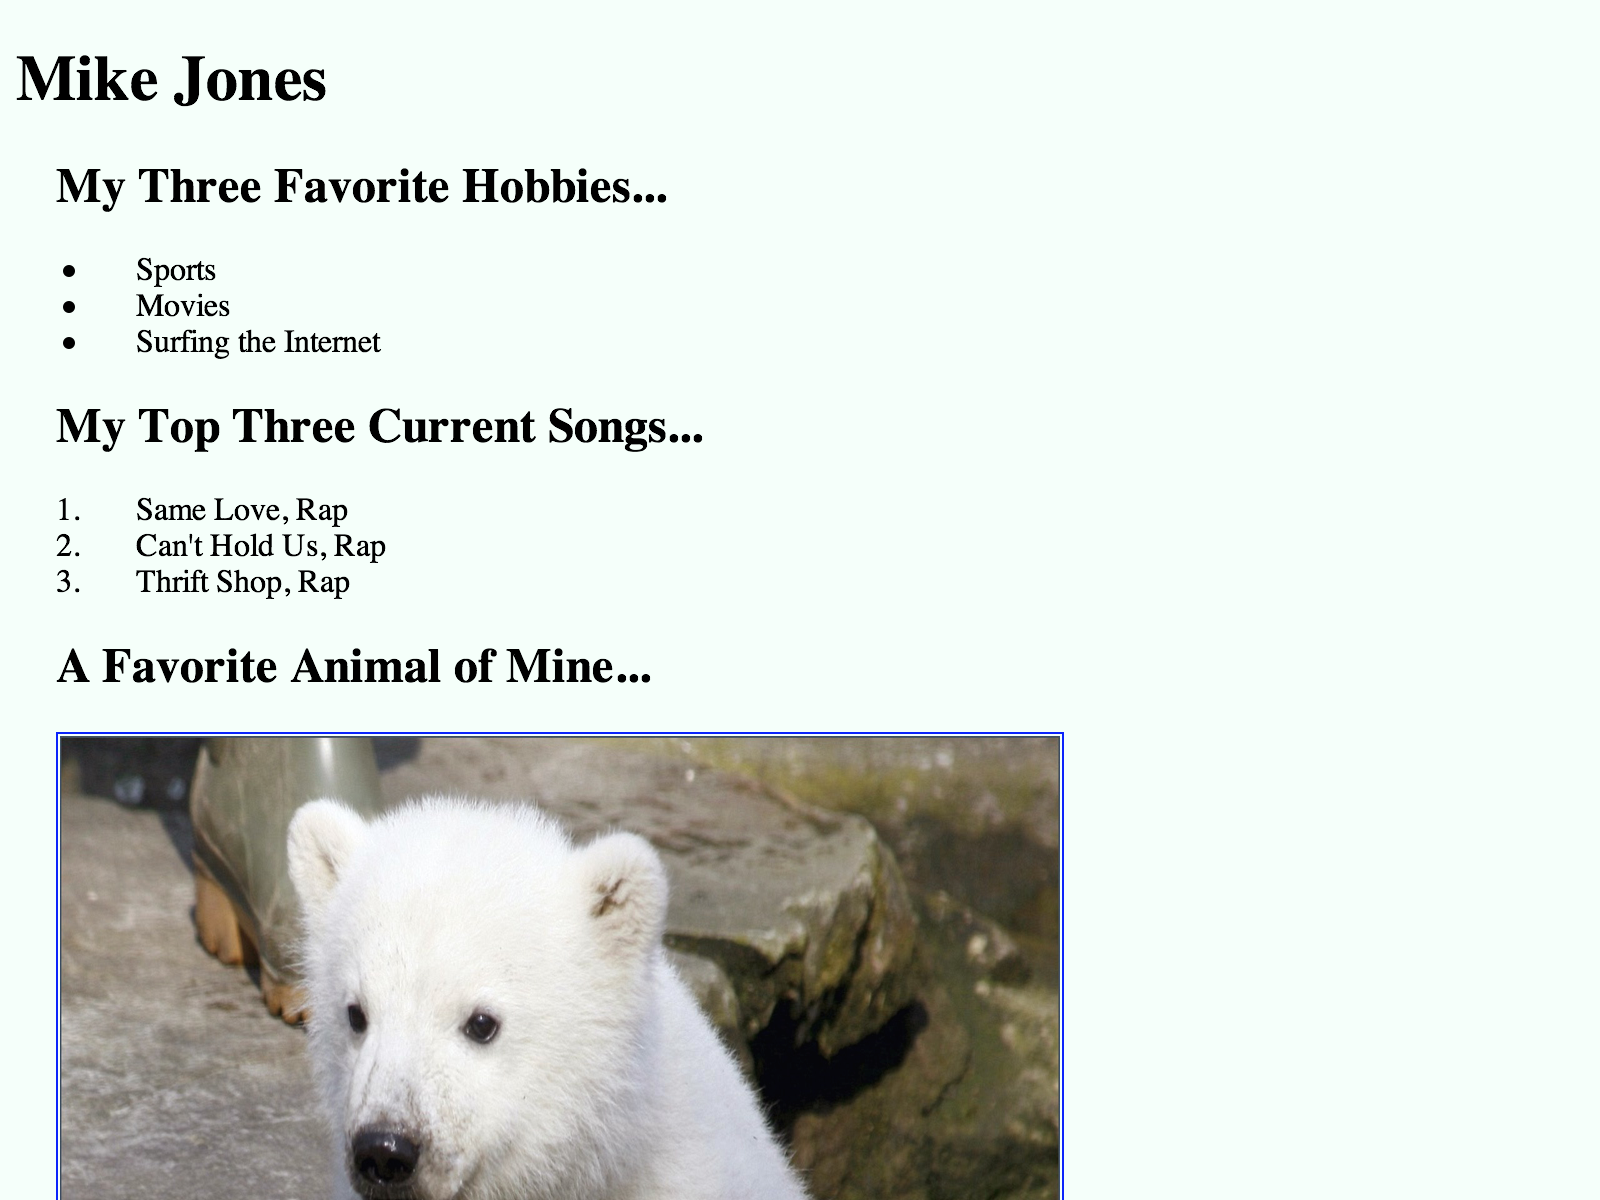 Mike Jones
My Three Favorite Hobbies...
• Sports
• Movies
• Surfing the Internet
My Top Three Current Songs...
1. Same Love, Rap
2. Can't Hold Us, Rap
3. Thrift Shop, Rap
A Favorite Animal of Mine...